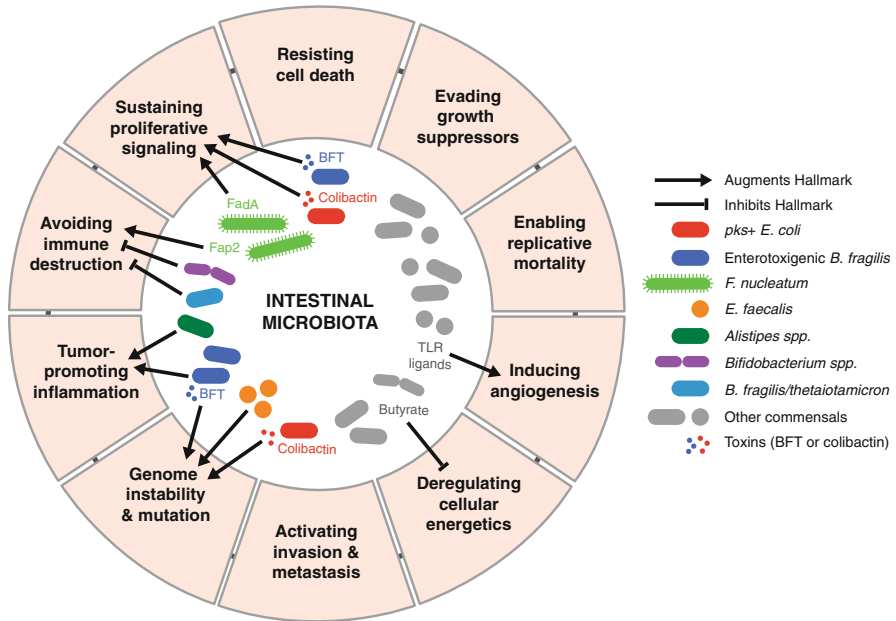 Resisting
cell death
Evading
growth
suppressors
Enabling
replicative
mortality
Inducing
angiogenesis
Deregulating
cellular
energetics
Activating
invasion &
metastasis
Genome
instability
& mutation
Tumor-
promoting
inflammation
Avoiding
immune
destruction
Sustaining
proliferative
signaling
BFT
Colibactin
FadA
Fap2
INTESTINAL
MICROBIOTA
TLR
ligands
Butyrate
BFT
Colibactin
Augments Hallmark
Inhibits Hallmark
pks+ E. coli
Enterotoxigenic B. fragilis
F. nucleatum
E. faecalis
Alistipes spp.
Bifidobacterium spp.
B. fragilis/thetaiotamicron
Other commensals
Toxins (BFT or colibactin)